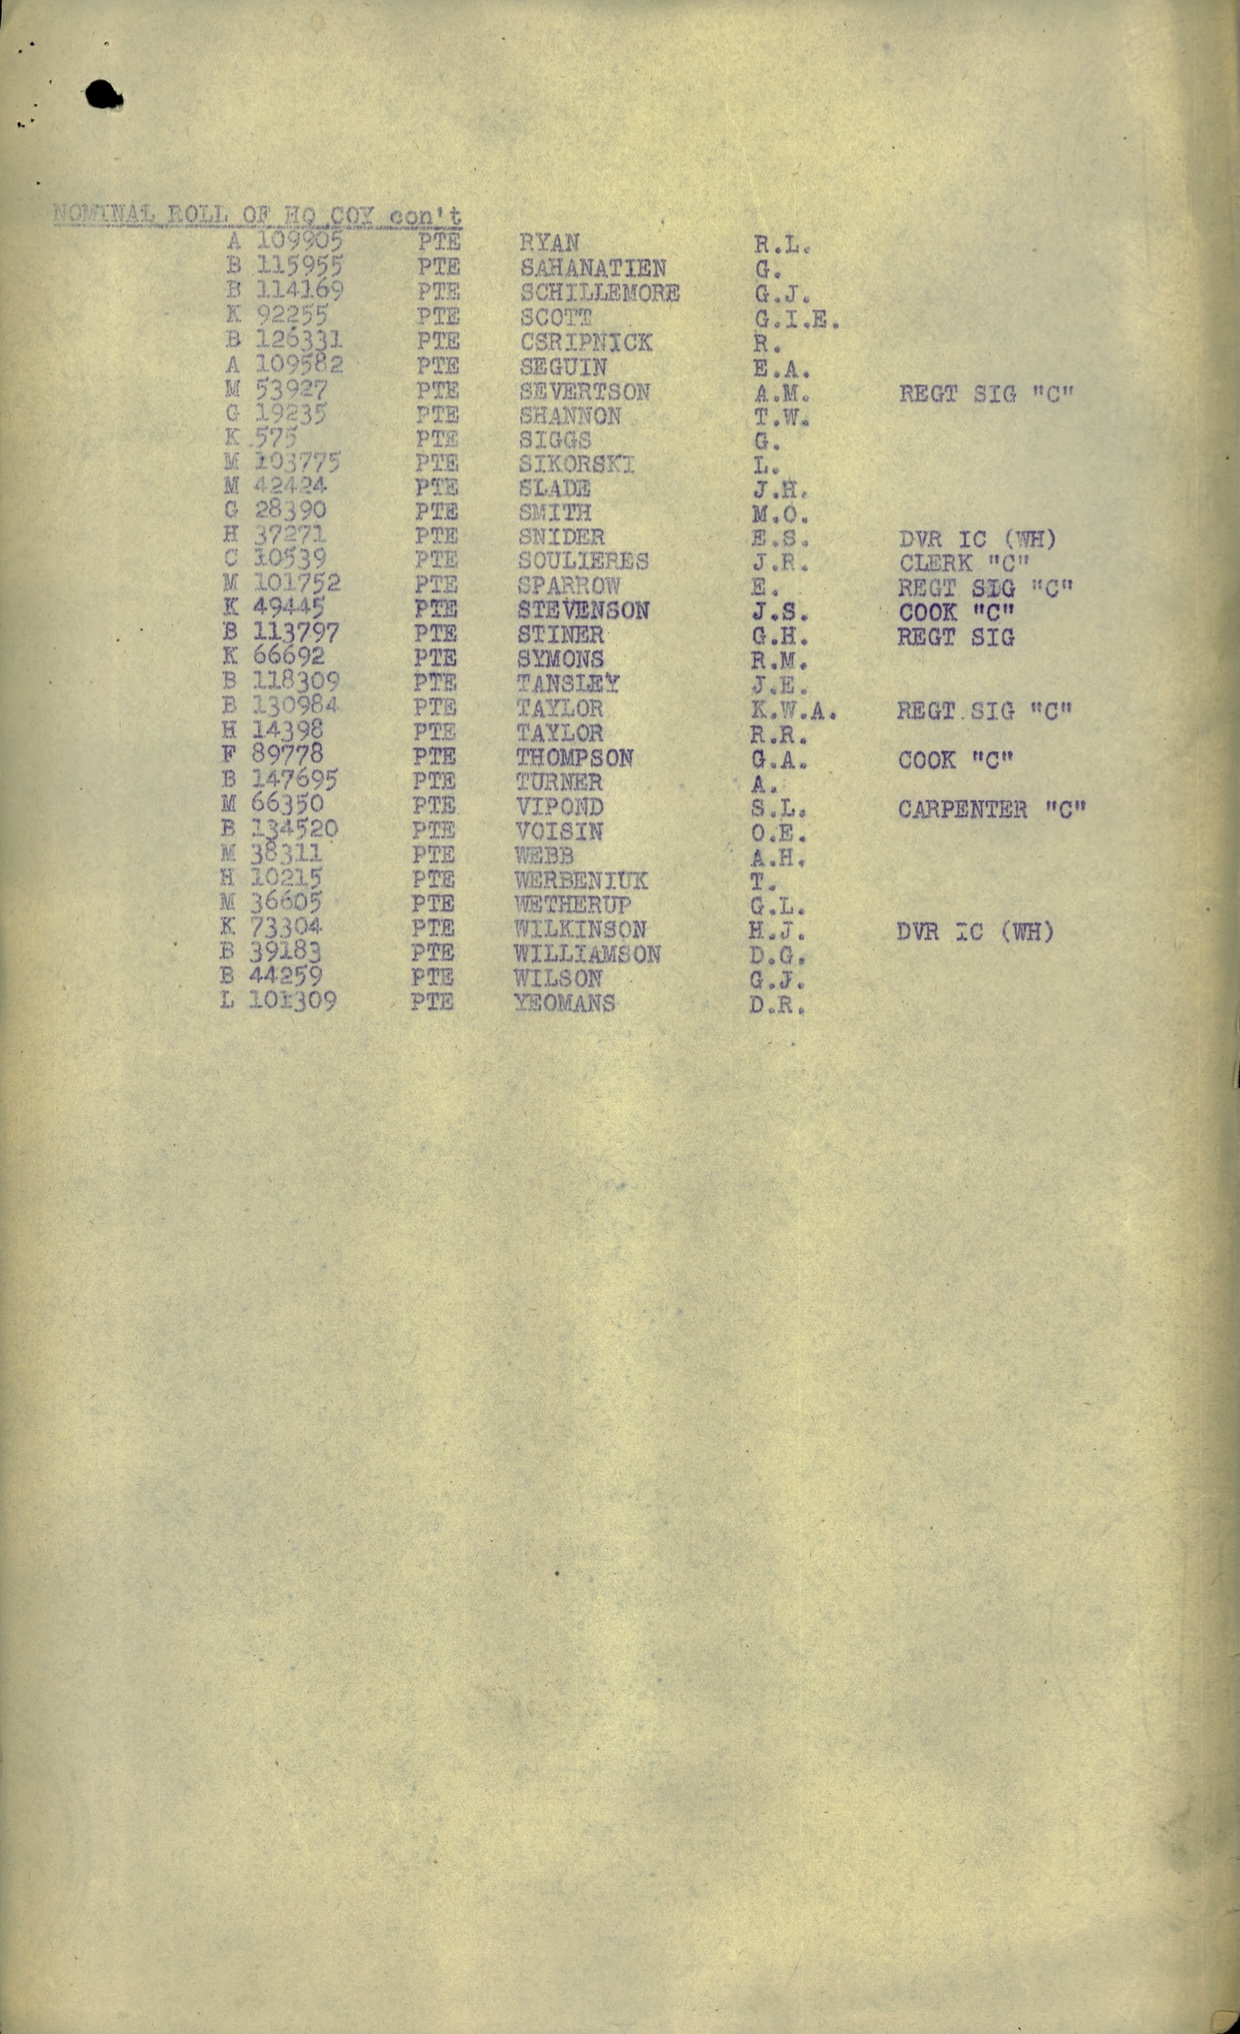 NOMINAL ROLL OF HQ COY con't
A 109905 PTE RYAN R.L.
B 115955 PTE SAHANATIEN G.
B 114169 PTE SCHILLEMORE G.J.
K 92255 PTE SCOTT G.I.E.
B 126331 PTE CSRIPNICK R.
A 109582 PTE SEGUIN E.A.
M 53927 PTE SEVERTSON A.M. REGT SIG "C"
G 19235 PTE SHANNON T.W.
K 575 PTE SIGGS G.
M 103775 PTE SIKORSKI L.
M 42424 PTE SLADE J.H.
G 28390 PTE SMITH M.O.
H 37271 PTE SNIDER E.S. DVR IC (WH)
C 10539 PTE SOULIERES J.R. CLERK "C"
M 101752 PTE SPARROW E. REGT SIG "C"
K 49445 PTE STEVENSON J.S. COOK "C"
B 113797 PTE STINER G.H. REGT SIG
K 66692 PTE SYMONS R.M.
B 118309 PTE TANSLEY J.E.
B 130984 PTE TAYLOR K.W.A. REGT SIG "C"
H 14398 PTE TAYLOR R.R.
F 89778 PTE THOMPSON G.A. COOK "C"
B 147695 PTE TURNER A.
M 66350 PTE VIPOND S.L. CARPENTER "C"
B 134520 PTE VOISIN O.E.
M 38311 PTE WEBB A.H.
H 10215 PTE WERBENIUK T.
M 36605 PTE WETHERUP G.L.
K 73304 PTE WILKINSON H.J. DVR IC (WH)
B 39183 PTE WILLIAMSON D.G.
B 44259 PTE WILSON G.J.
L 101309 PTE YEOMANS D.R.